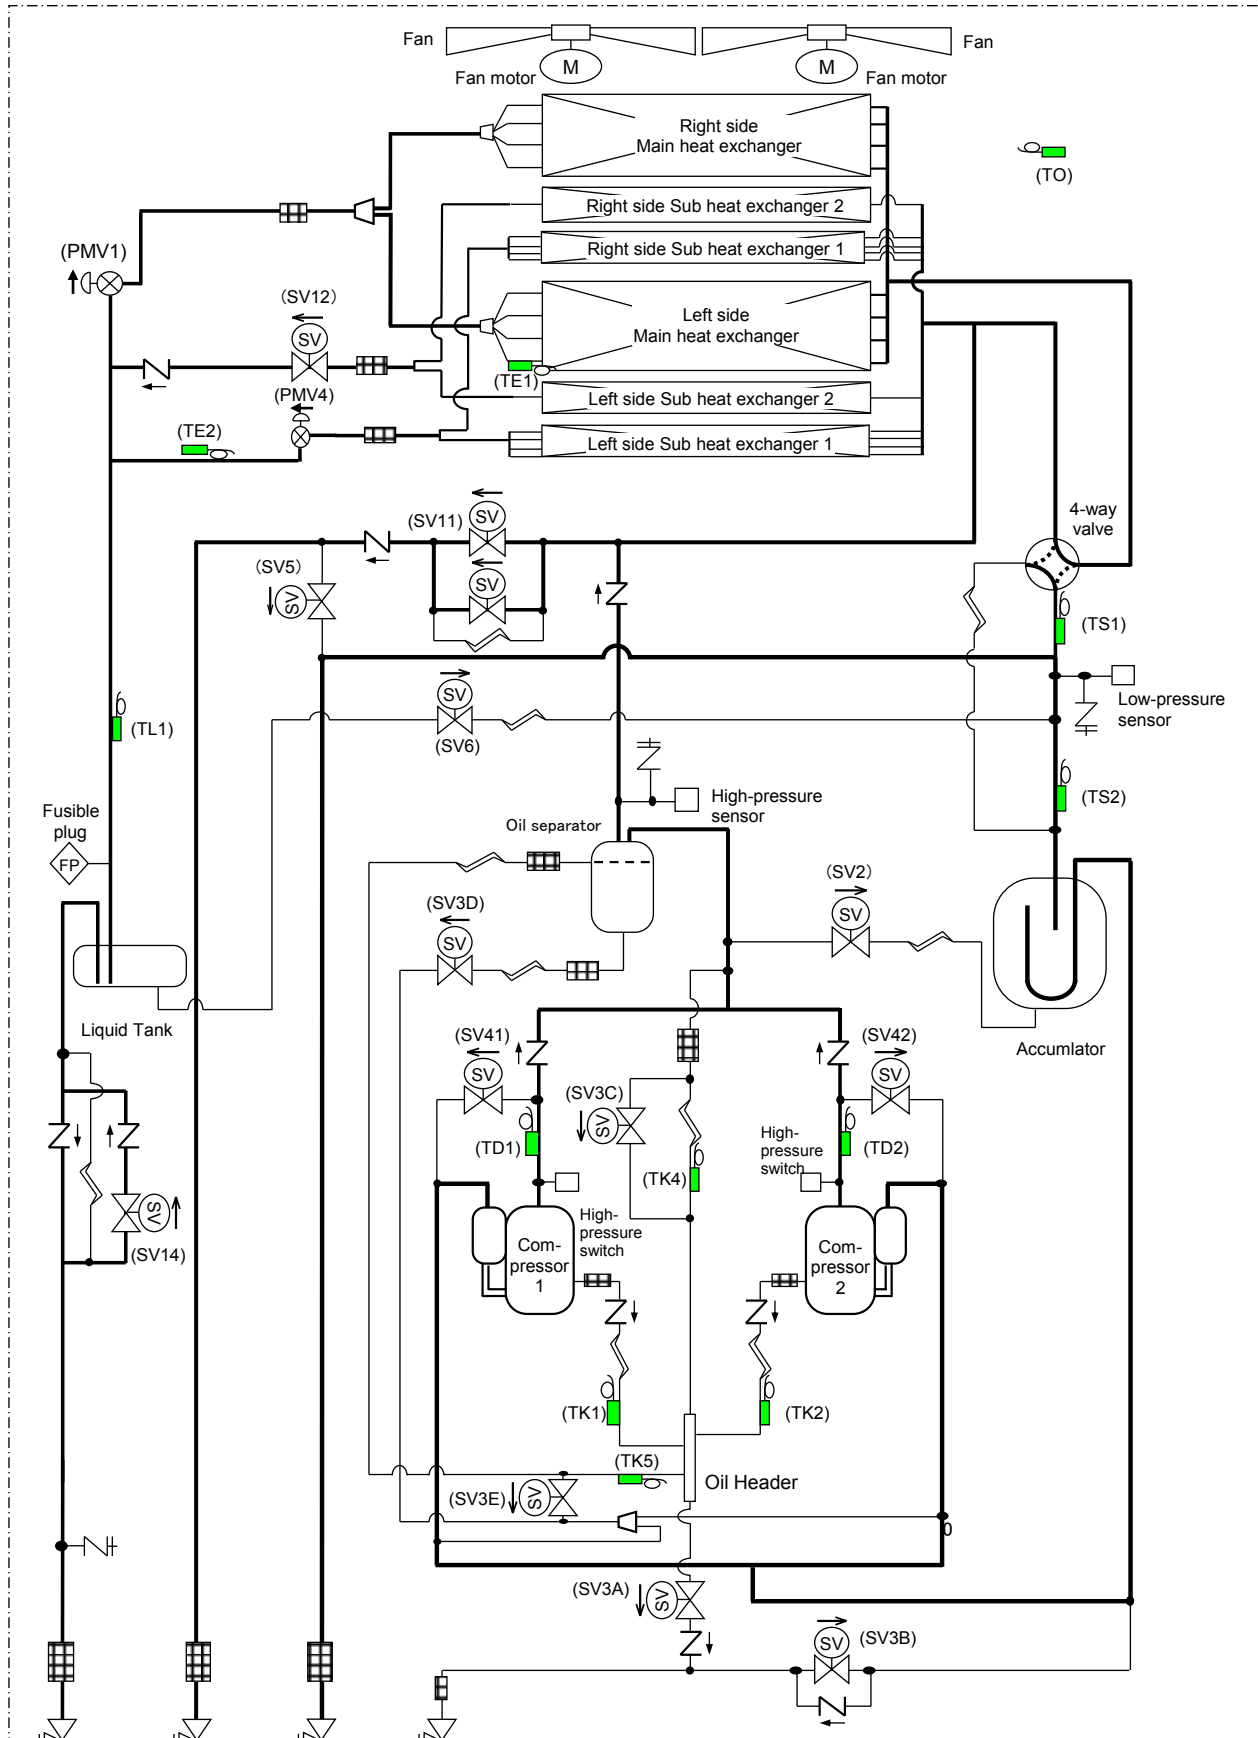 Fan
Fan
Fan motor
M
M
Fan motor
Right side
Main heat exchanger
(TO)
Right side Sub heat exchanger 2
Right side Sub heat exchanger 1
(PMV1)
(SV12)
SV
Left side
Main heat exchanger
(TE1)
(PMV4)
Left side Sub heat exchanger 2
(TE2)
Left side Sub heat exchanger 1
4-way
valve
(SV11)
SV
(SV5)
SV
SV
(TS1)
SV
(SV6)
Low-pressure
sensor
(TL1)
High-pressure
sensor
(TS2)
Fusible
plug
FP
Oil separator
(SV2)
SV
(SV3D)
SV
Liquid Tank
Accumlator
(SV41)
SV
(SV42)
SV
(SV3C)
SV
(TD1)
(TK4)
High-
pressure
switch
(TD2)
High-
pressure
switch
Com-
pressor
1
Com-
pressor
2
SV
(SV14)
(TK1)
(TK2)
(TK5)
Oil Header
(SV3E)
SV
(SV3A)
SV
SV
(SV3B)